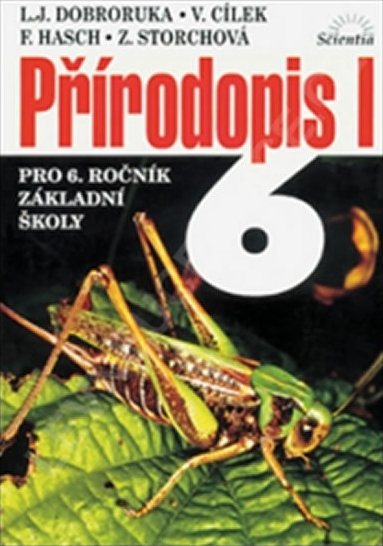 L.J. DOBRORUKA • V. CÍLEK
F. HASCH • Z. STORCHOVÁ
Scientia
Přírodopis I
6
PRO 6. ROČNÍK
ZÁKLADNÍ
ŠKOLY